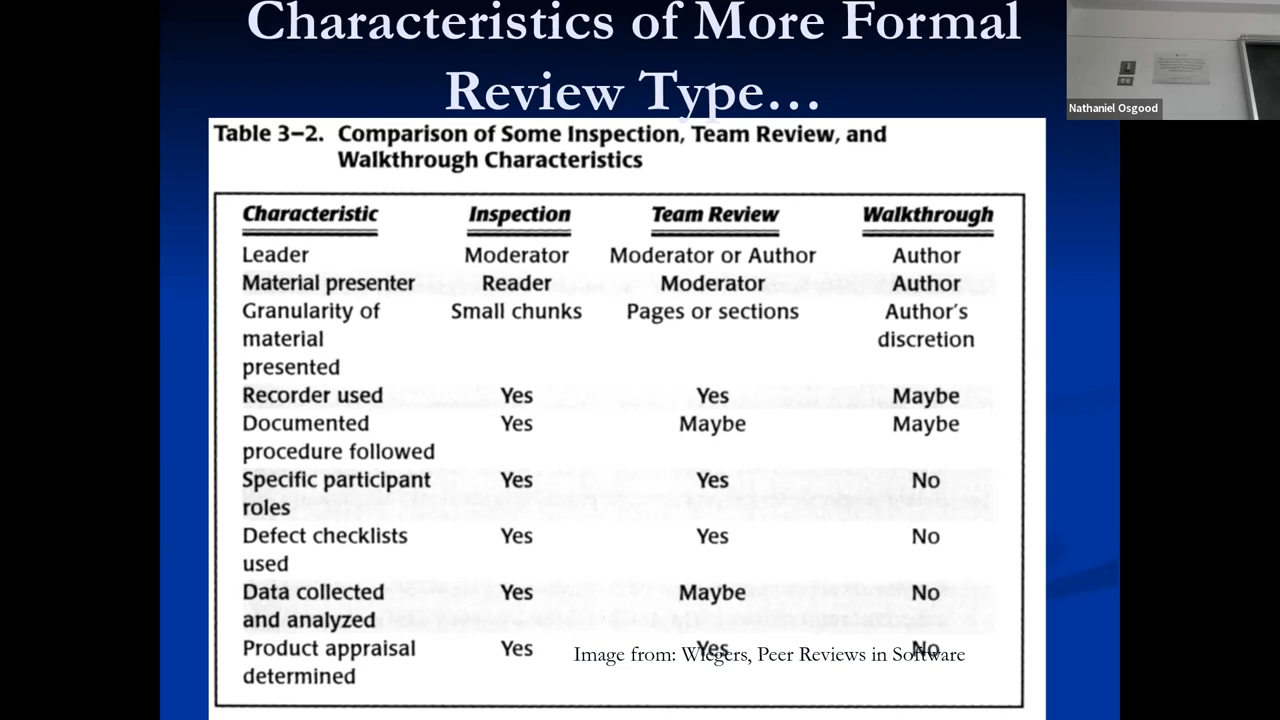 Characteristics of More Formal
Review Type…
Nathaniel Osgood
Table 3–2. Comparison of Some Inspection, Team Review, and
Walkthrough Characteristics
Characteristic Inspection Team Review Walkthrough
Leader Moderator Moderator or Author Author
Material presenter Reader Moderator Author
Granularity of Small chunks Pages or sections Author's
material discretion
presented
Recorder used Yes Yes Maybe
Documented Yes Maybe Maybe
procedure followed
Specific participant Yes Yes No
roles
Defect checklists Yes Yes No
used
Data collected Yes Maybe No
and analyzed
Product appraisal Yes Yes No
determined
Image from: Wiegers, Peer Reviews in Software